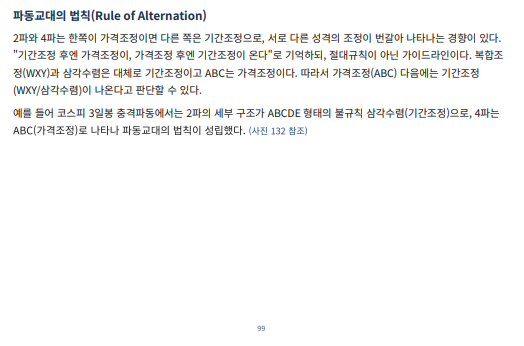 파동교대의 법칙(Rule of Alternation)
2파와 4파는 한쪽이 가격조정이면 다른 쪽은 기간조정으로, 서로 다른 성격의 조정이 번갈아 나타나는 경향이 있다.
"기간조정 후엔 가격조정이, 가격조정 후엔 기간조정이 온다"로 기억하되, 절대규칙이 아닌 가이드라인이다. 복합조
정(WXY)과 삼각수렴은 대체로 기간조정이고 ABC는 가격조정이다. 따라서 가격조정(ABC) 다음에는 기간조정
(WXY/삼각수렴)이 나온다고 판단할 수 있다.
예를 들어 코스피 3일봉 충격파동에서는 2파의 세부 구조가 ABCDE 형태의 불규칙 삼각수렴(기간조정)으로, 4파는
ABC(가격조정)로 나타나 파동교대의 법칙이 성립했다. (사진 132 참조)
99